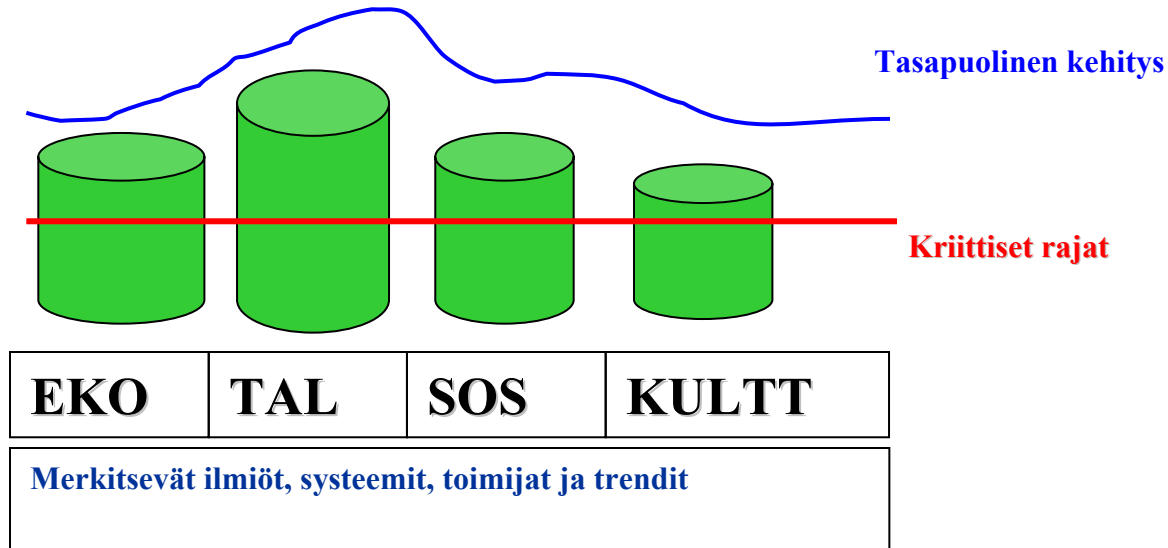 Tasapuolinen kehitys
Kriittiset rajat
EKO TAL SOS KULTT
Merkitsevät ilmiöt, systeemit, toimijat ja trendit